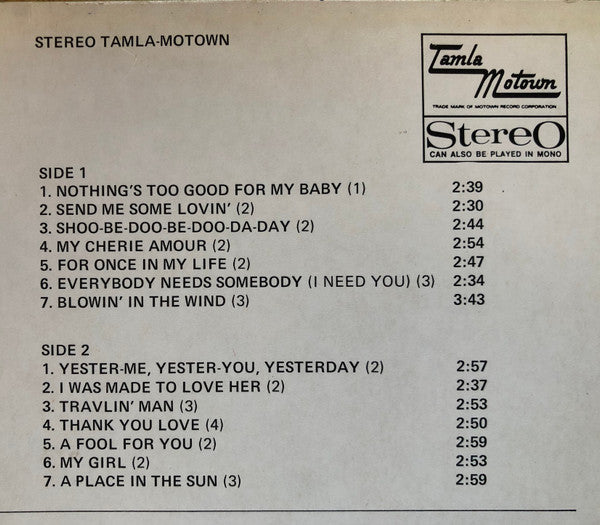 STEREO TAMLA-MOTOWN
Tamla
Motown
TRADE MARK OF MOTOWN RECORD CORPORATION
StereO
CAN ALSO BE PLAYED IN MONO
SIDE 1
1. NOTHING'S TOO GOOD FOR MY BABY (1) 2:39
2. SEND ME SOME LOVIN' (2) 2:30
3. SHOO-BE-DOO-BE-DOO-DA-DAY (2) 2:44
4. MY CHERIE AMOUR (2) 2:54
5. FOR ONCE IN MY LIFE (2) 2:47
6. EVERYBODY NEEDS SOMEBODY (I NEED YOU) (3) 2:34
7. BLOWIN' IN THE WIND (3) 3:43
SIDE 2
1. YESTER-ME, YESTER-YOU, YESTERDAY (2) 2:57
2. I WAS MADE TO LOVE HER (2) 2:37
3. TRAVLIN' MAN (3) 2:53
4. THANK YOU LOVE (4) 2:50
5. A FOOL FOR YOU (2) 2:59
6. MY GIRL (2) 2:53
7. A PLACE IN THE SUN (3) 2:59